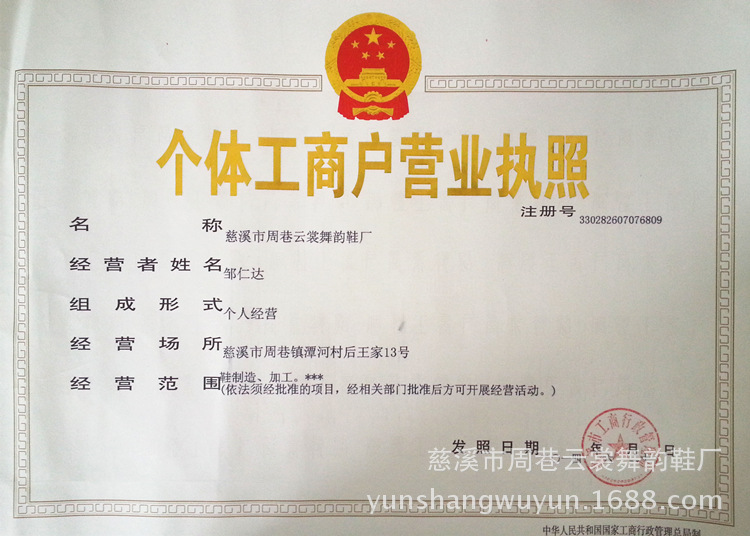 个体工商户营业执照
注册号 330282607076809
名称 慈溪市周巷云裳舞韵鞋厂
经营者姓名 邹仁达
组成形式 个人经营
经营场所 慈溪市周巷镇潭河村后王家13号
经营范围 鞋制造、加工。***
(依法须经批准的项目，经相关部门批准后方可开展经营活动。)
发照日期 年 月 日
慈溪市周巷云裳舞韵鞋厂
yunshangwuyun.1688.com
中华人民共和国国家工商行政管理总局制